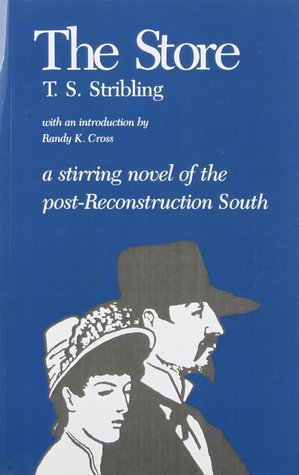 The Store
T. S. Stribling
with an introduction by
Randy K. Cross
a stirring novel of the
post-Reconstruction South